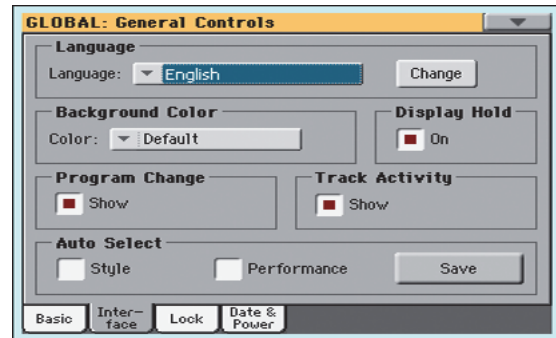 GLOBAL: General Controls
Language
Language: English Change
Background Color Display Hold
Color: Default On
Program Change Track Activity
Show Show
Auto Select
Style Performance Save
Basic Inter-
face Lock Date &
Power